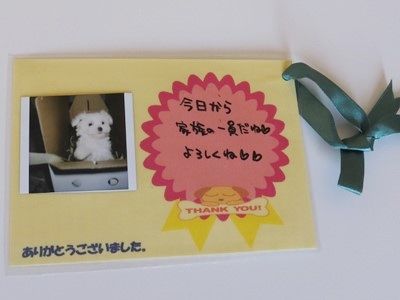 今日から
家族の一員だね♡
よろしくね♡♡
THANK YOU!
ありがとうございました。